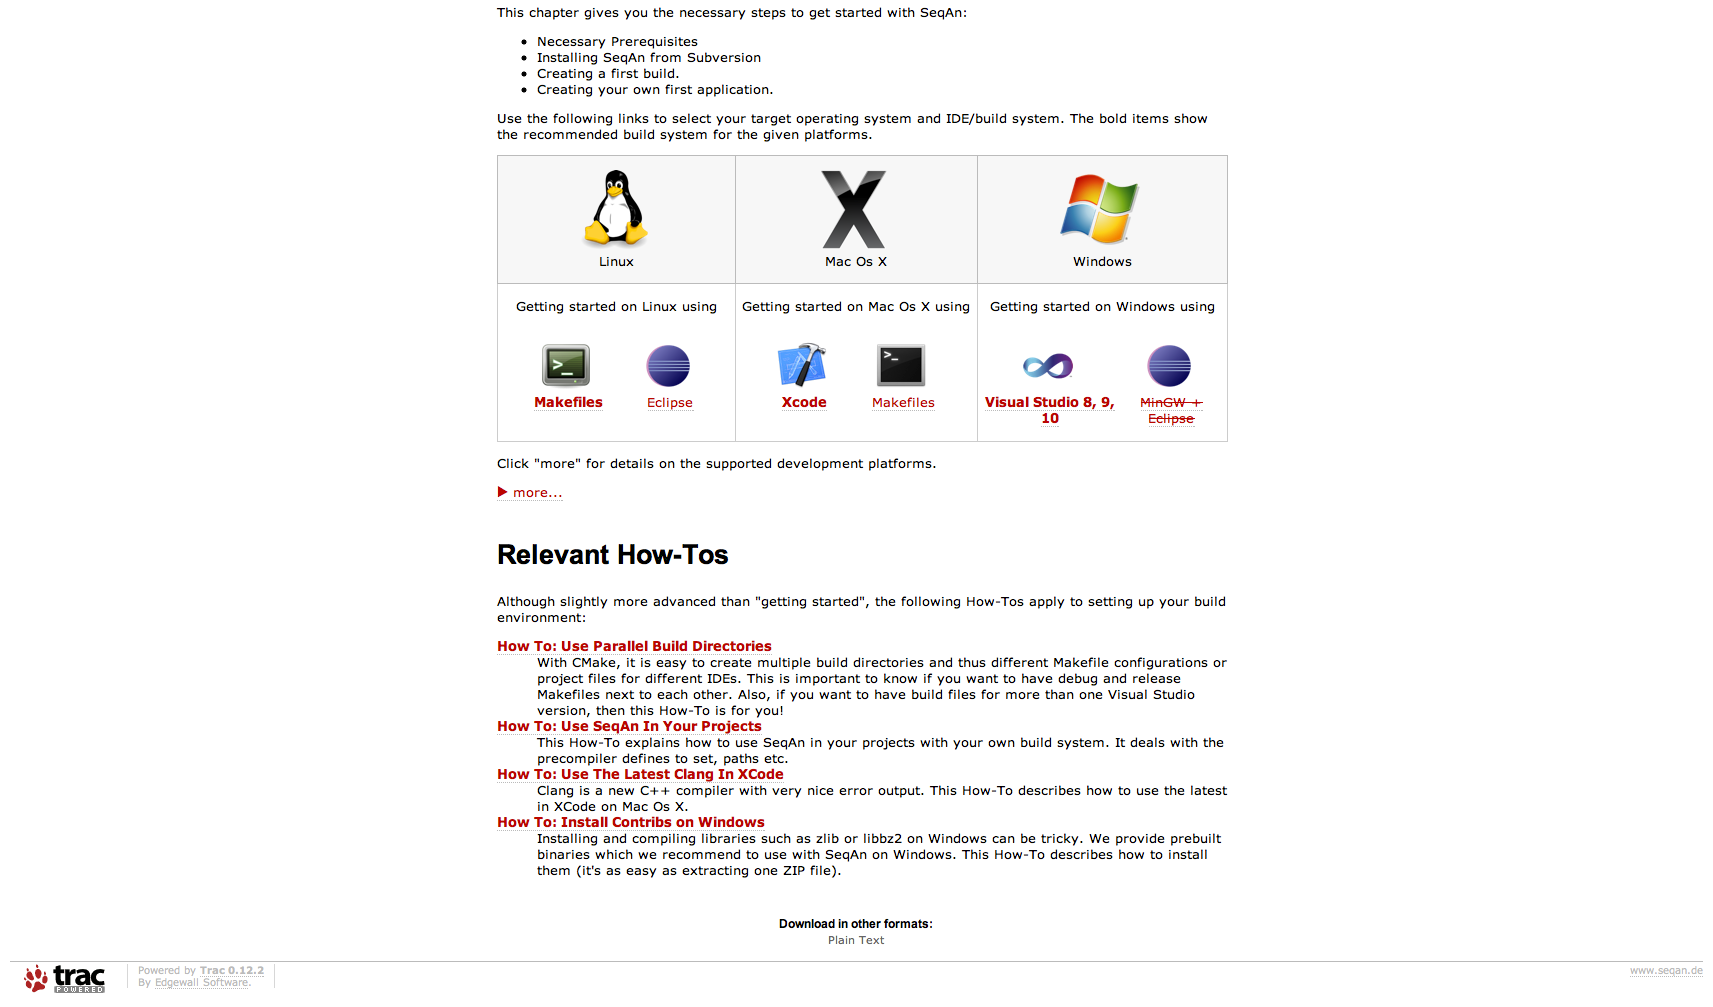 This chapter gives you the necessary steps to get started with SeqAn:
Necessary Prerequisites
Installing SeqAn from Subversion
Creating a first build.
Creating your own first application.
Use the following links to select your target operating system and IDE/build system. The bold items show
the recommended build system for the given platforms.
Linux
Mac Os X
Windows
Getting started on Linux using
Getting started on Mac Os X using
Getting started on Windows using
Makefiles
Eclipse
Xcode
Makefiles
Visual Studio 8, 9,
10
MinGW +
Eclipse
Click "more" for details on the supported development platforms.
more...
Relevant How-Tos
Although slightly more advanced than "getting started", the following How-Tos apply to setting up your build
environment:
How To: Use Parallel Build Directories
With CMake, it is easy to create multiple build directories and thus different Makefile configurations or
project files for different IDEs. This is important to know if you want to have debug and release
Makefiles next to each other. Also, if you want to have build files for more than one Visual Studio
version, then this How-To is for you!
How To: Use SeqAn In Your Projects
This How-To explains how to use SeqAn in your projects with your own build system. It deals with the
precompiler defines to set, paths etc.
How To: Use The Latest Clang In XCode
Clang is a new C++ compiler with very nice error output. This How-To describes how to use the latest
in XCode on Mac Os X.
How To: Install Contribs on Windows
Installing and compiling libraries such as zlib or libbz2 on Windows can be tricky. We provide prebuilt
binaries which we recommend to use with SeqAn on Windows. This How-To describes how to install
them (it's as easy as extracting one ZIP file).
Download in other formats:
Plain Text
trac
POWERED
Powered by Trac 0.12.2
By Edgewall Software.
www.seqan.de